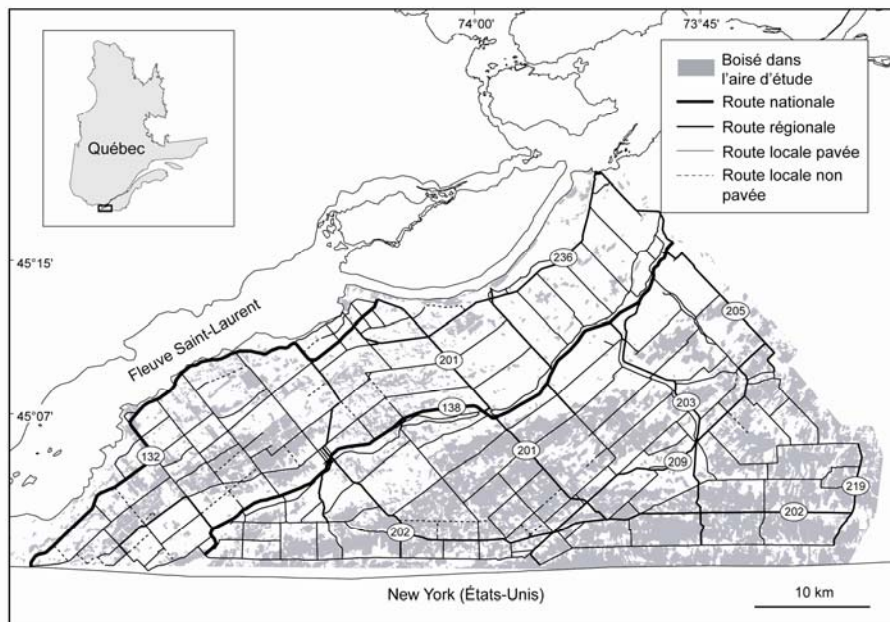 74°00'
73°45'
Québec
Boisé dans
l'aire d'étude
Route nationale
Route régionale
Route locale pavée
Route locale non
pavée
45°15'
236
205
Fleuve Saint-Laurent
201
138
203
45°07'
132
201
209
219
202
202
New York (États-Unis)
10 km